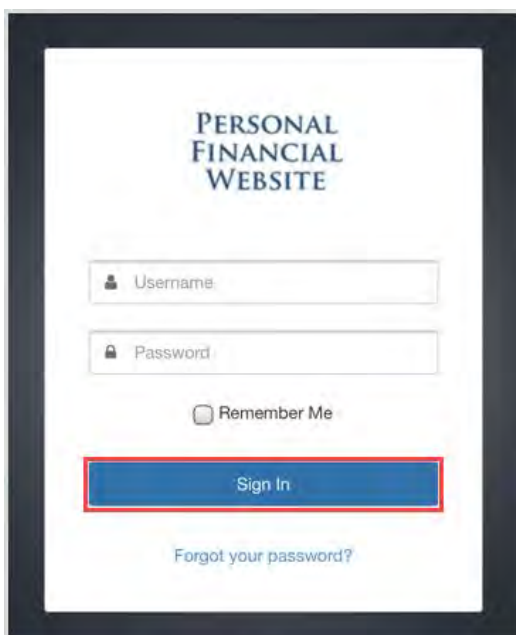 PERSONAL
FINANCIAL
WEBSITE
Username
Password
Remember Me
Sign In
Forgot your password?